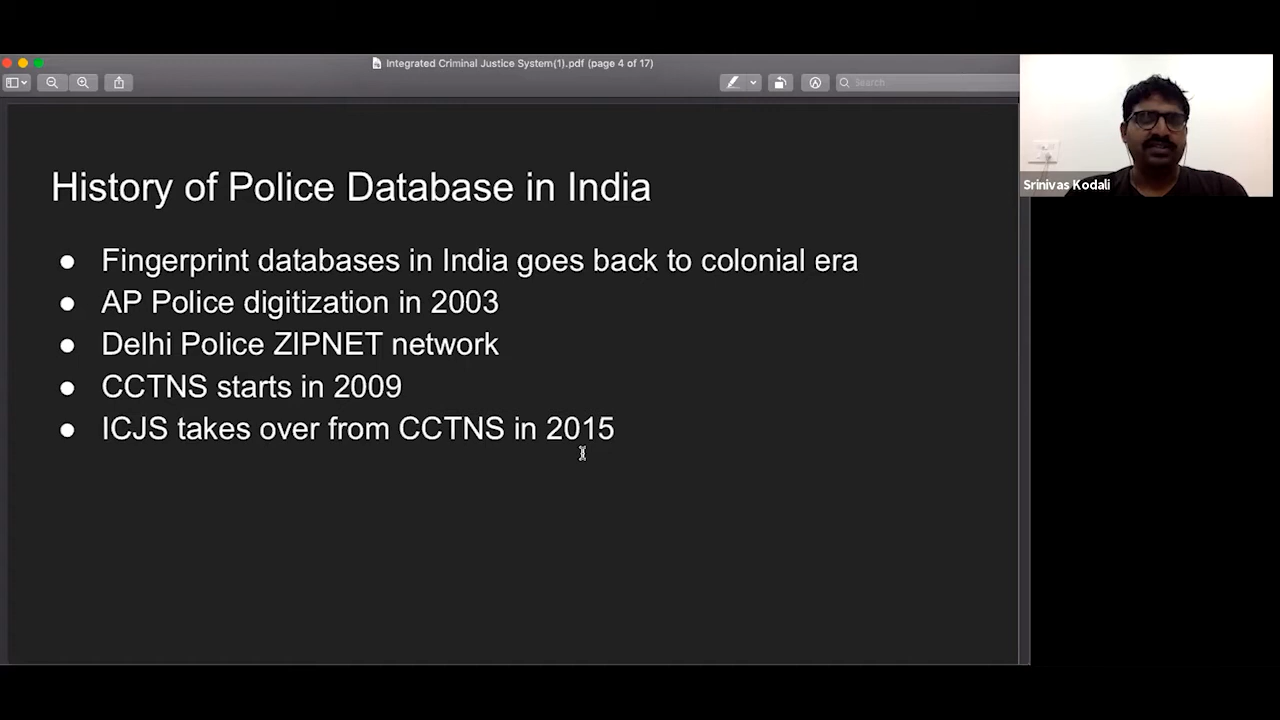 Integrated Criminal Justice System(1).pdf (page 4 of 17)
Search
Srinivas Kodali
History of Police Database in India
● Fingerprint databases in India goes back to colonial era
● AP Police digitization in 2003
● Delhi Police ZIPNET network
● CCTNS starts in 2009
● ICJS takes over from CCTNS in 2015